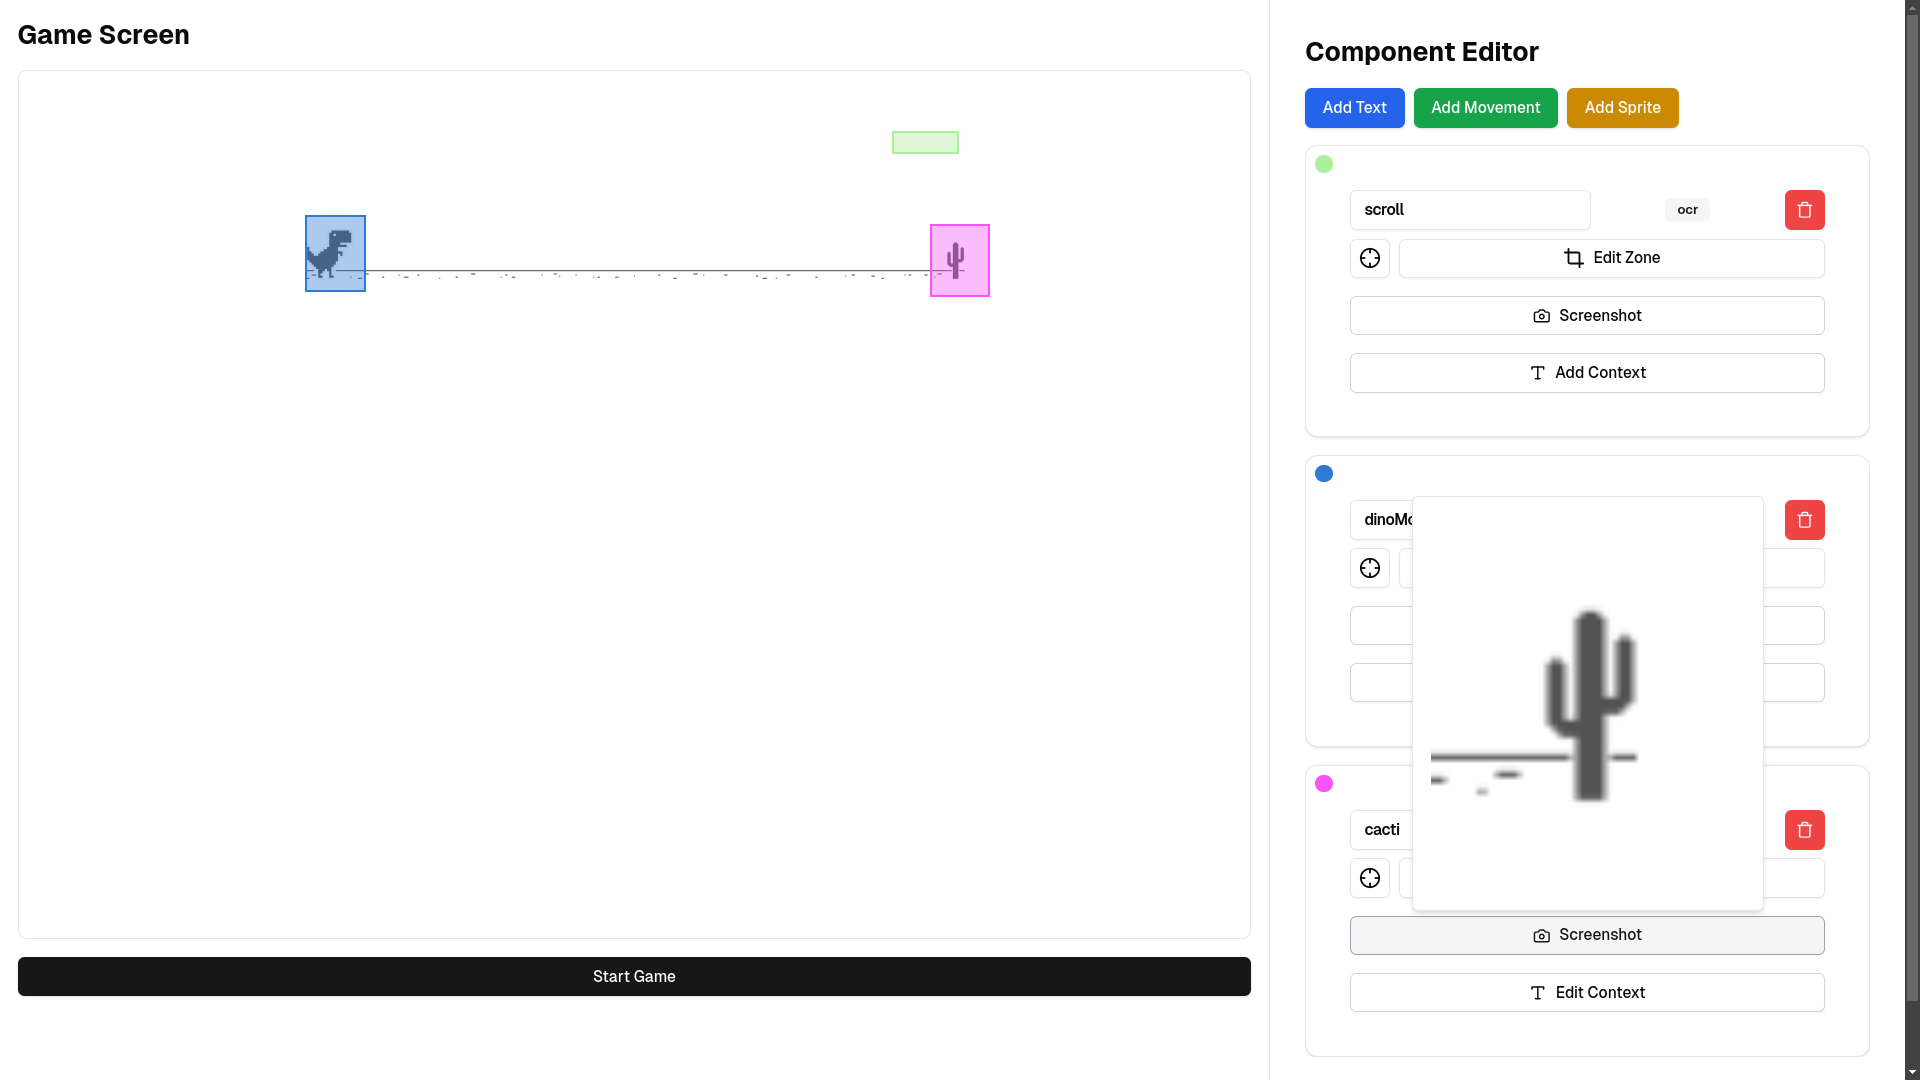 Game Screen
Start Game
Component Editor
Add Text
Add Movement
Add Sprite
scroll
ocr
Edit Zone
Screenshot
Add Context
cacti
Screenshot
Edit Context